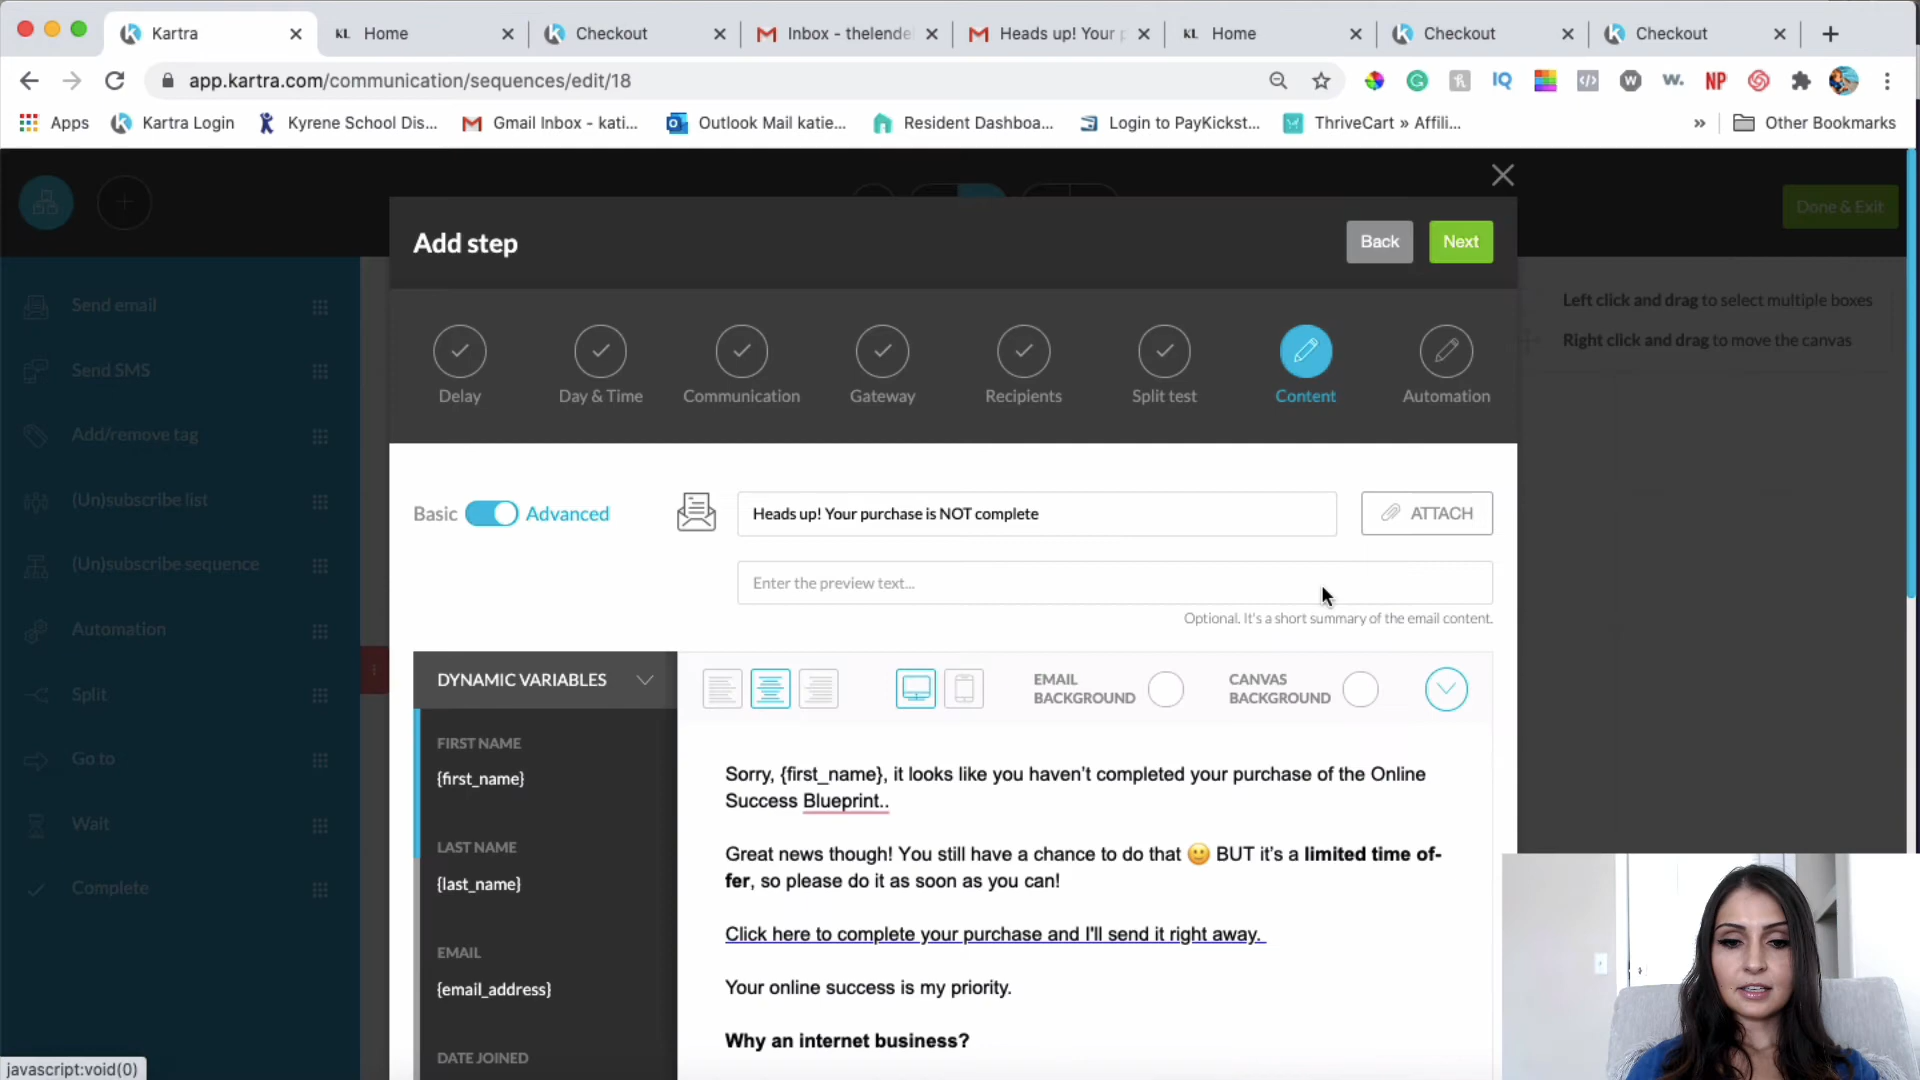 Kartra
KL Home
Checkout
Inbox - thelende
Heads up! Your p
KL Home
Checkout
Checkout
app.kartra.com/communication/sequences/edit/18
IQ
NP
Apps
Kartra Login
Kyrene School Dis...
Gmail Inbox - kati...
Outlook Mail katie...
Resident Dashboa...
Login to PayKickst...
ThriveCart » Affili...
»
Other Bookmarks
Done & Exit
Add step
Back
Next
Delay
Day & Time
Communication
Gateway
Recipients
Split test
Content
Automation
Left click and drag to select multiple boxes
Right click and drag to move the canvas
Send email
Send SMS
Add/remove tag
(Un)subscribe list
(Un)subscribe sequence
Automation
Split
Go to
Wait
Complete
Basic
Advanced
Heads up! Your purchase is NOT complete
ATTACH
Enter the preview text...
Optional. It's a short summary of the email content.
DYNAMIC VARIABLES
EMAIL
BACKGROUND
CANVAS
BACKGROUND
FIRST NAME
{first_name}
LAST NAME
{last_name}
EMAIL
{email_address}
DATE JOINED
Sorry, {first_name}, it looks like you haven't completed your purchase of the Online
Success Blueprint..
Great news though! You still have a chance to do that 🙂 BUT it's a limited time of-
fer, so please do it as soon as you can!
Click here to complete your purchase and I'll send it right away.
Your online success is my priority.
Why an internet business?
javascript:void(0)